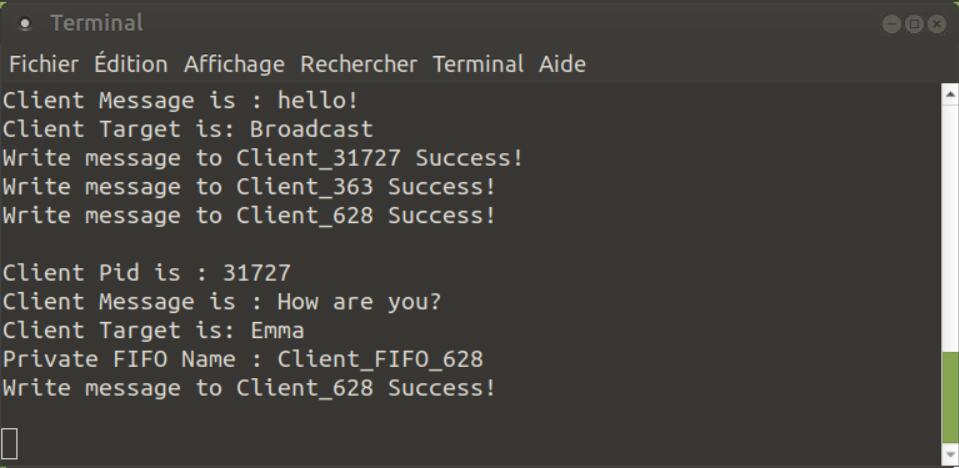 Terminal
Fichier Édition Affichage Rechercher Terminal Aide
Client Message is : hello!
Client Target is: Broadcast
Write message to Client_31727 Success!
Write message to Client_363 Success!
Write message to Client_628 Success!
Client Pid is : 31727
Client Message is : How are you?
Client Target is: Emma
Private FIFO Name : Client_FIFO_628
Write message to Client_628 Success!